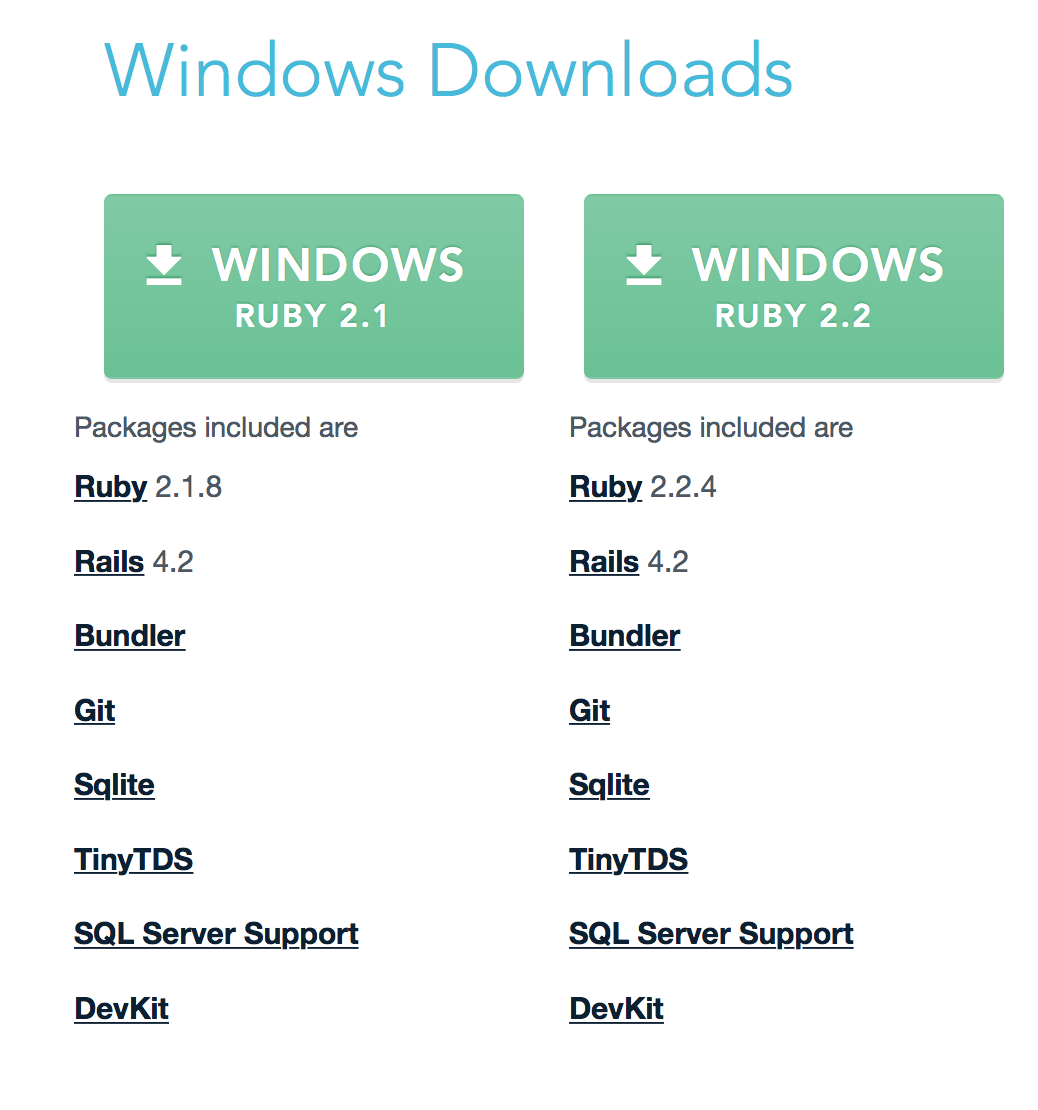 Windows Downloads
WINDOWS
RUBY 2.1
Packages included are
Ruby 2.1.8
Rails 4.2
Bundler
Git
Sqlite
TinyTDS
SQL Server Support
DevKit
WINDOWS
RUBY 2.2
Packages included are
Ruby 2.2.4
Rails 4.2
Bundler
Git
Sqlite
TinyTDS
SQL Server Support
DevKit